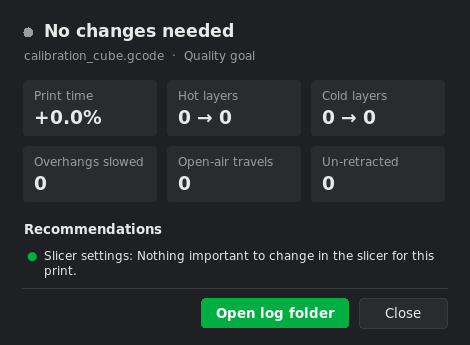 No changes needed
calibration_cube.gcode · Quality goal
Print time
Hot layers
Cold layers
+0.0%
0 → 0
0 → 0
Overhangs slowed
Open-air travels
Un-retracted
0
0
0
Recommendations
Slicer settings: Nothing important to change in the slicer for this
print.
Open log folder
Close